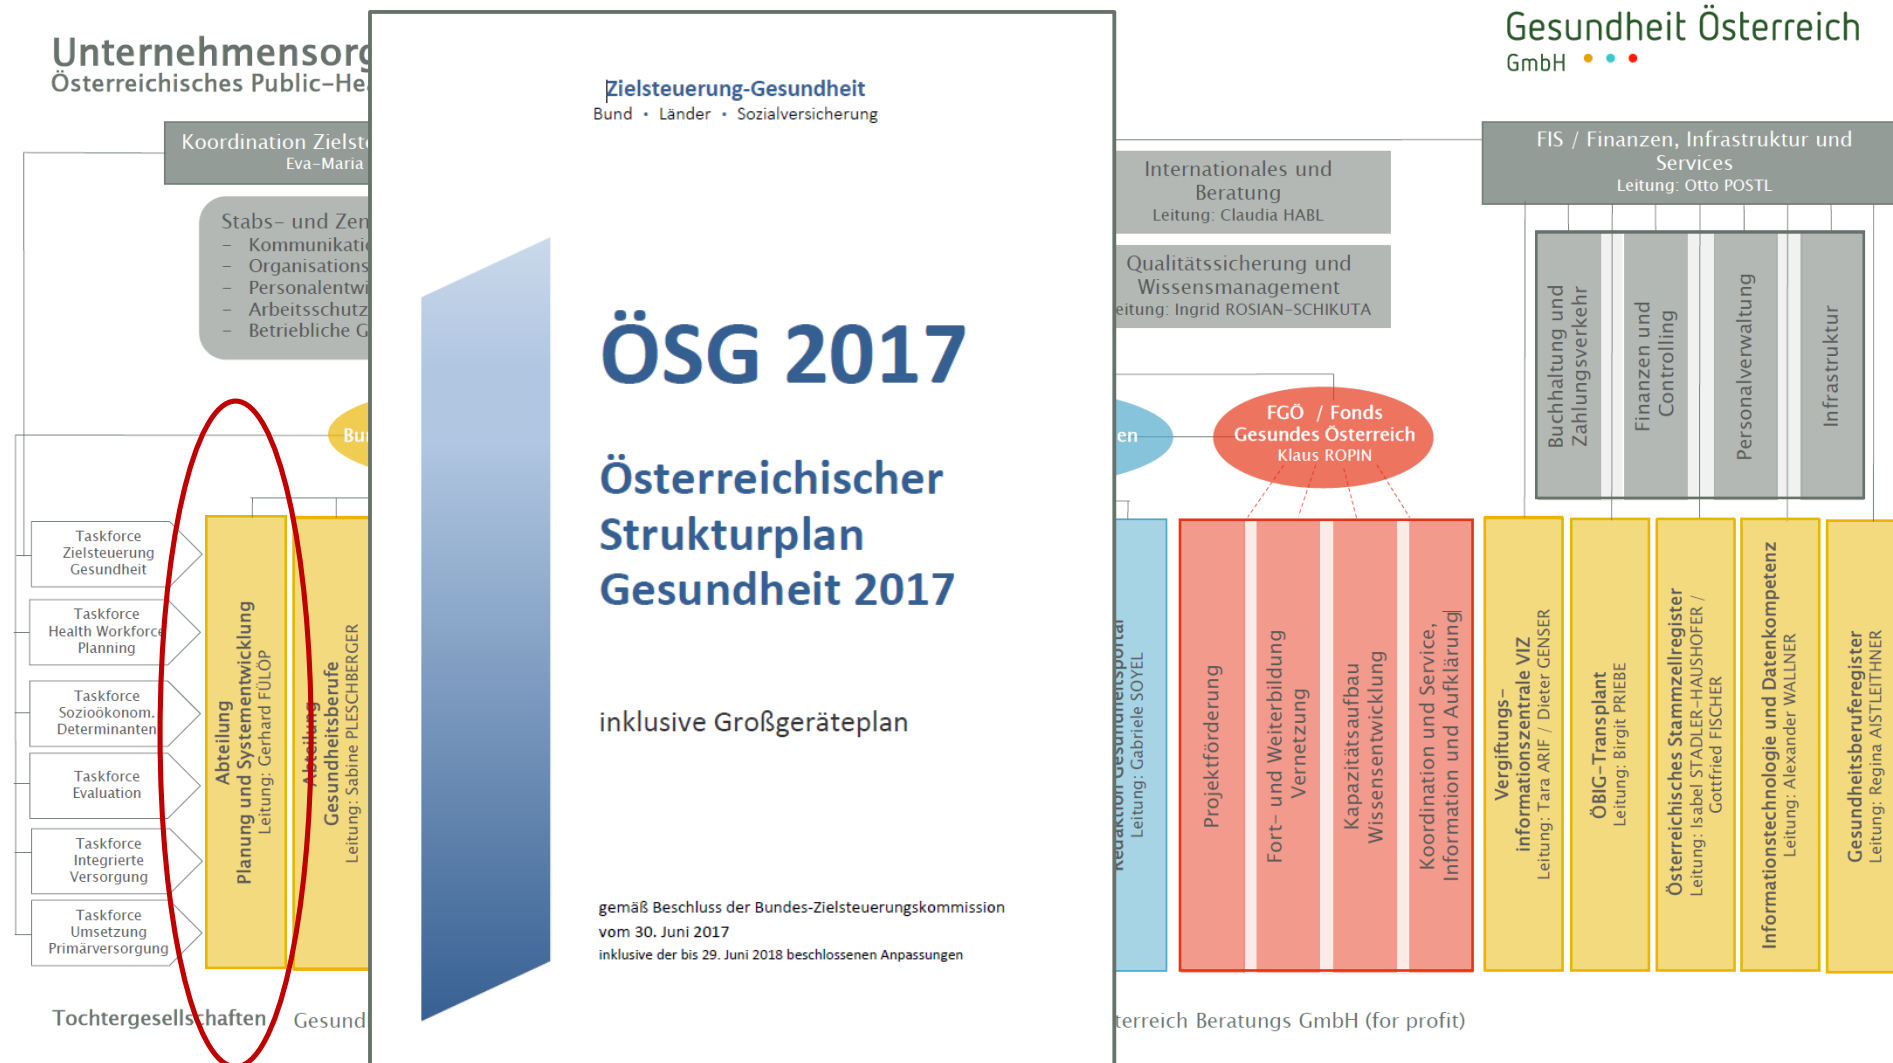 Unternehmensorg
Österreichisches Public-Hea
Gesundheit Österreich
GmbH
Koordination Zielste
Eva-Maria
Stabs- und Zen
- Kommunikatio
- Organisations
- Personalentwi
- Arbeitsschutz
- Betriebliche G
Zielsteuerung-Gesundheit
Bund • Länder • Sozialversicherung
ÖSG 2017
Österreichischer
Strukturplan
Gesundheit 2017
inklusive Großgeräteplan
gemäß Beschluss der Bundes-Zielsteuerungskommission
vom 30. Juni 2017
inklusive der bis 29. Juni 2018 beschlossenen Anpassungen
Internationales und
Beratung
Leitung: Claudia HABL
Qualitätssicherung und
Wissensmanagement
eitung: Ingrid ROSIAN-SCHIKUTA
FIS / Finanzen, Infrastruktur und
Services
Leitung: Otto POSTL
Buchhaltung und
Zahlungsverkehr
Finanzen und
Controlling
Personalverwaltung
Infrastruktur
Bu
en
FGÖ / Fonds
Gesundes Österreich
Klaus ROPIN
Taskforce
Zielsteuerung
Gesundheit
Taskforce
Health Workforce
Planning
Taskforce
Sozioökonom.
Determinanten
Taskforce
Evaluation
Taskforce
Integrierte
Versorgung
Taskforce
Umsetzung
Primärversorgung
Abteilung
Planung und Systementwicklung
Leitung: Gerhard FÜLÖP
Abteilung
Gesundheitsberufe
Leitung: Sabine PLESCHBERGER
Redaktion Gesundheitsportal
Leitung: Gabriele SOYEL
Projektförderung
Fort- und Weiterbildung
Vernetzung
Kapazitätsaufbau
Wissensentwicklung
Koordination und Service,
Information und Aufklärung
Vergiftungs-
informationszentrale VIZ
Leitung: Tara ARIF / Dieter GENSER
ÖBIG-Transplant
Leitung: Birgit PRIEBE
Österreichisches Stammzellregister
Leitung: Isabel STADLER-HAUSHOFER /
Gottfried FISCHER
Informationstechnologie und Datenkompetenz
Leitung: Alexander WALLNER
Gesundheitsberuferegister
Leitung: Regina AISTLEITHNER
Tochtergesellschaften
Gesund
terreich Beratungs GmbH (for profit)